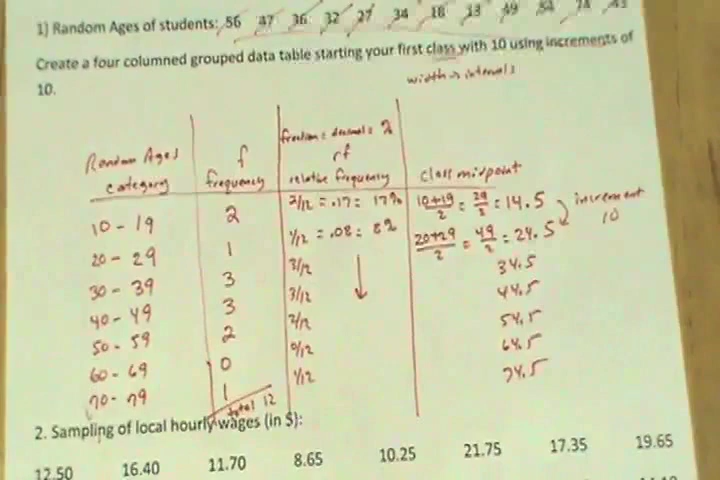 1) Random Ages of students: 56 47 36 32 27 34 18 13 49 54 74 43
Create a four columned grouped data table starting your first class with 10 using increments of
10.
width → intervals
Random Ages category f frequency fraction = decimal = % rf relative frequency class midpoint
10 - 19 2 2/12 = .17 = 17% 10+19/2 = 29/2 = 14.5
increment 10
20 - 29 1 1/12 = .08 = 8% 20+29/2 = 49/2 = 24.5
30 - 39 3 3/12 34.5
40 - 49 3 3/12 44.5
50 - 59 2 2/12 54.5
60 - 69 0 0/12 64.5
70 - 79 1 1/12 74.5
total 12
2. Sampling of local hourly wages (in $):
12.50 16.40 11.70 8.65 10.25 21.75 17.35 19.65